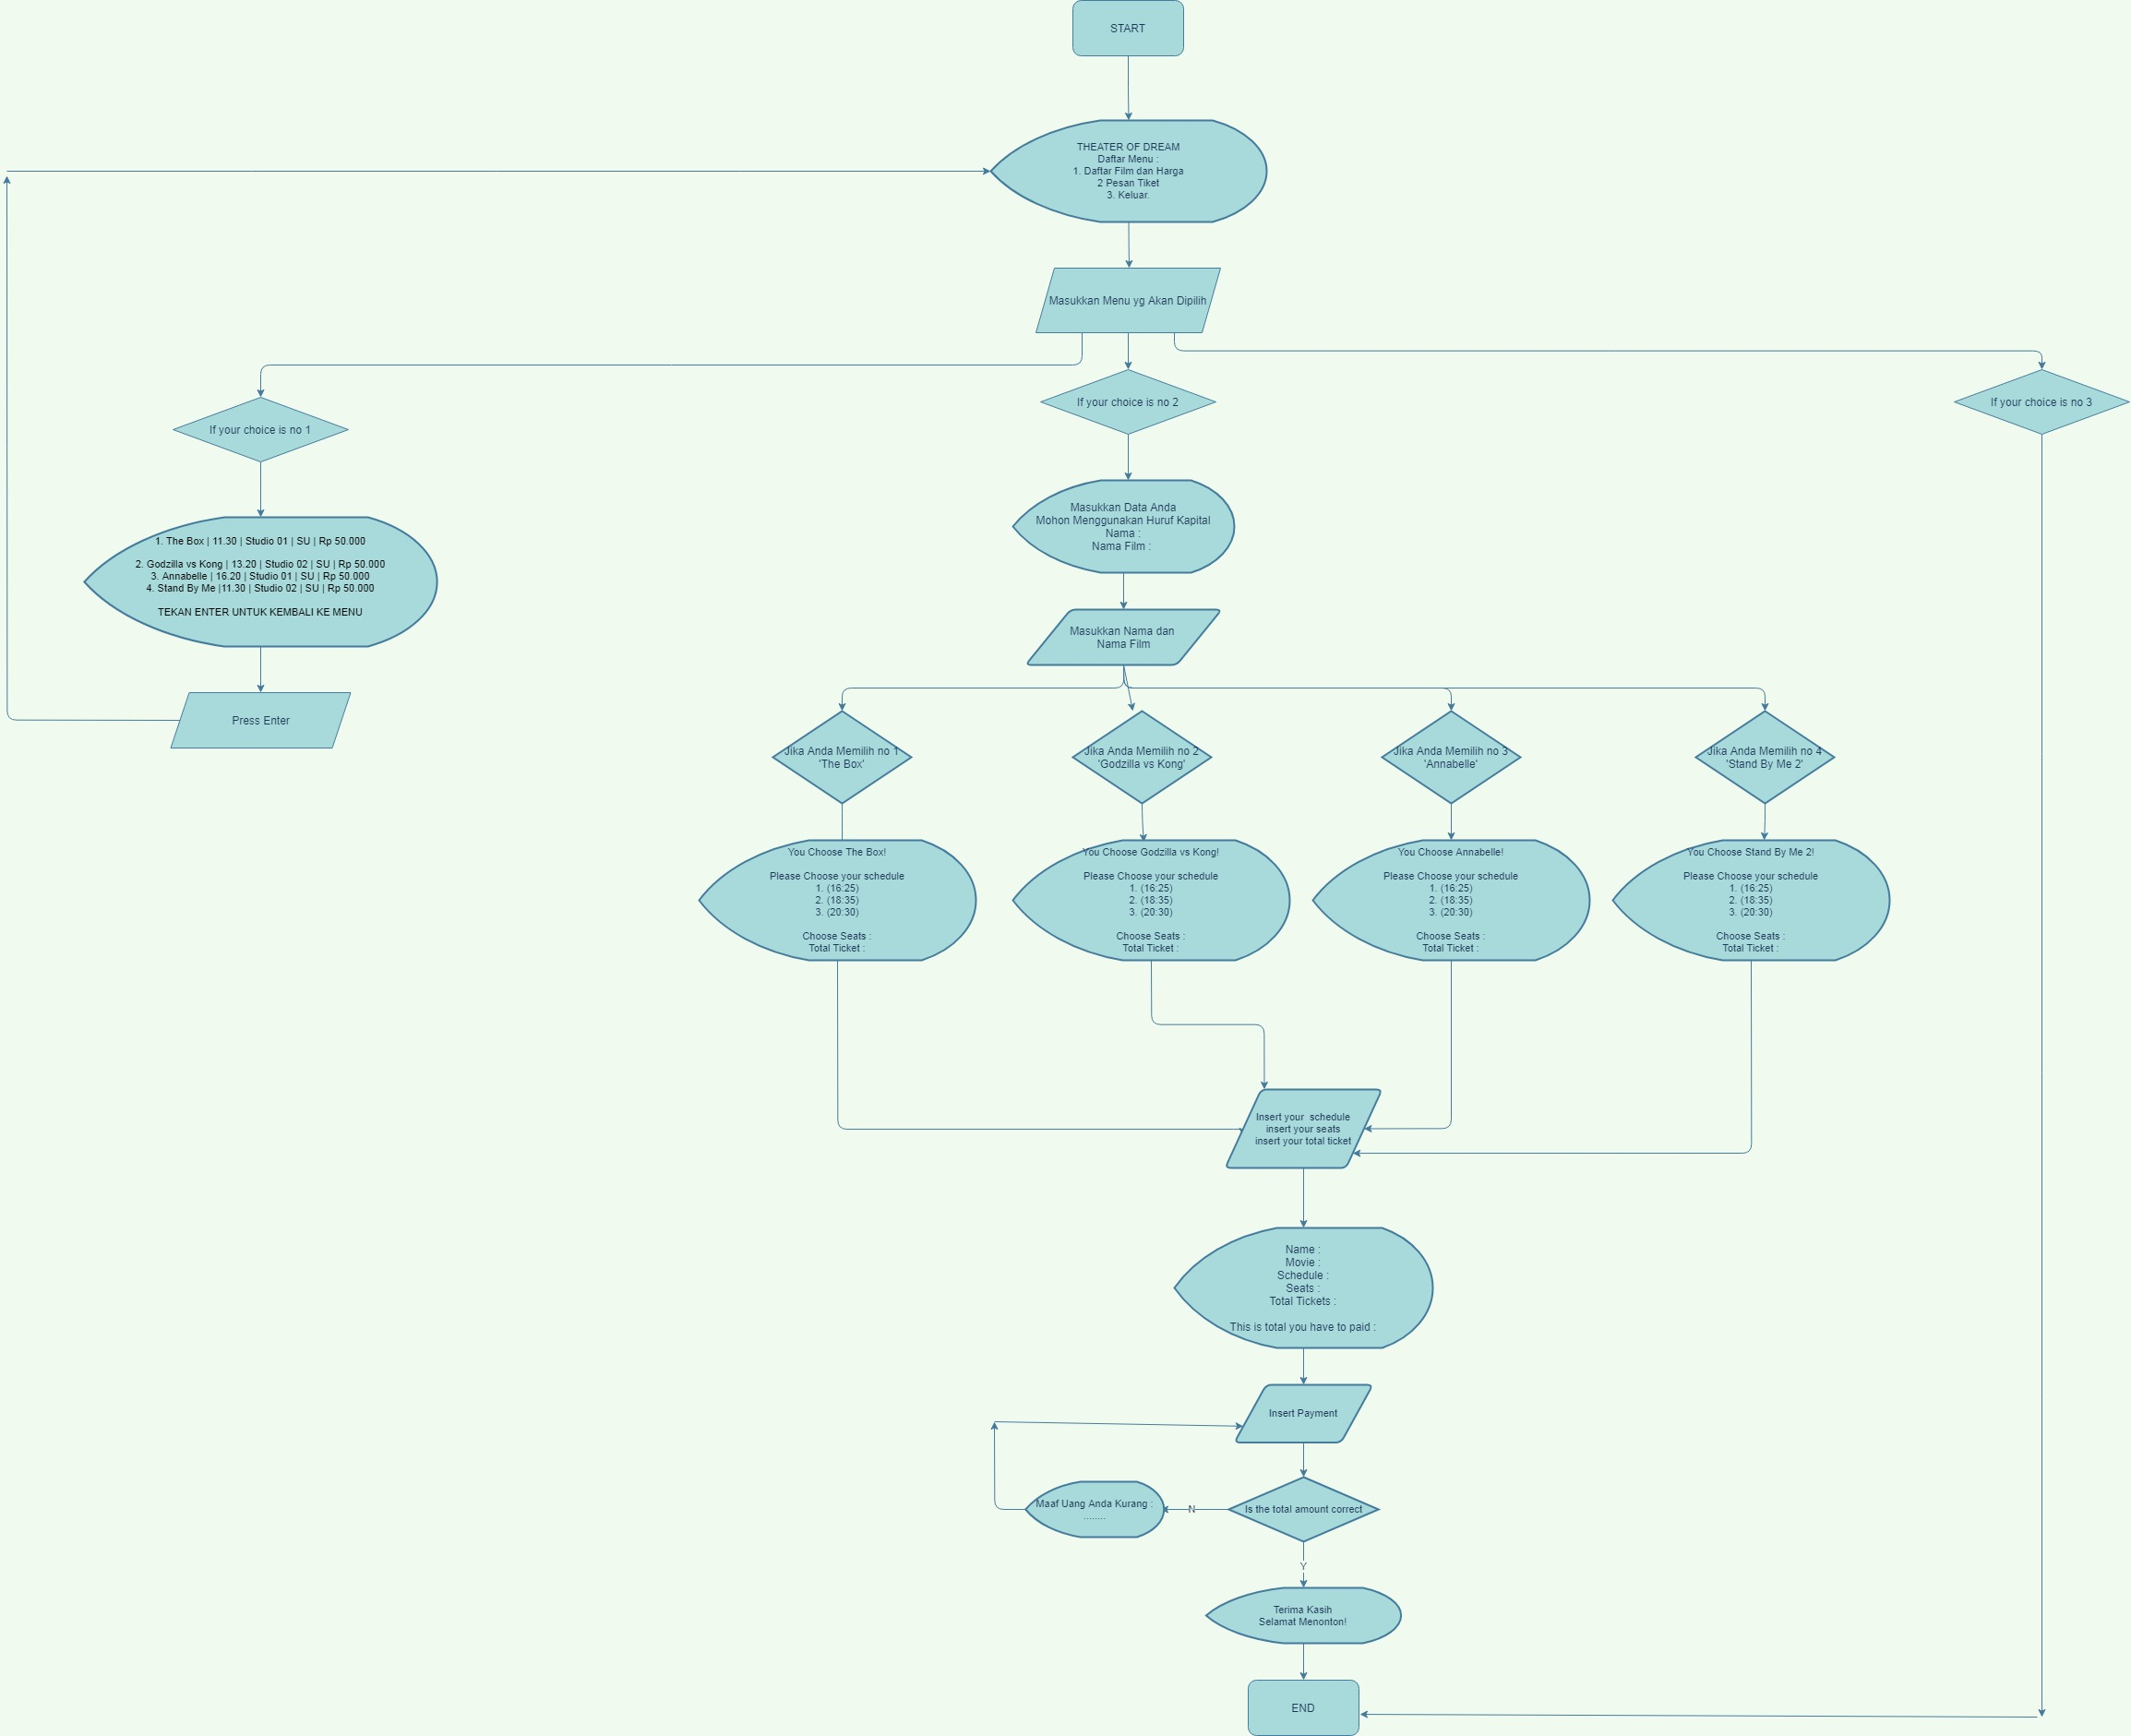 START
THEATER OF DREAM
Daftar Menu :
1. Daftar Film dan Harga
2 Pesan Tiket
3. Keluar.
Masukkan Menu yg Akan Dipilih
If your choice is no 1
If your choice is no 2
If your choice is no 3
1. The Box | 11.30 | Studio 01 | SU | Rp 50.000
2. Godzilla vs Kong | 13.20 | Studio 02 | SU | Rp 50.000
3. Annabelle | 16.20 | Studio 01 | SU | Rp 50.000
4. Stand By Me |11.30 | Studio 02 | SU | Rp 50.000
TEKAN ENTER UNTUK KEMBALI KE MENU
Press Enter
Masukkan Data Anda
Mohon Menggunakan Huruf Kapital
Nama :
Nama Film :
Masukkan Nama dan
Nama Film
Jika Anda Memilih no 1
'The Box'
Jika Anda Memilih no 2
'Godzilla vs Kong'
Jika Anda Memilih no 3
'Annabelle'
Jika Anda Memilih no 4
'Stand By Me 2'
You Choose The Box!
Please Choose your schedule
1. (16:25)
2. (18:35)
3. (20:30)
Choose Seats :
Total Ticket :
You Choose Godzilla vs Kong!
Please Choose your schedule
1. (16:25)
2. (18:35)
3. (20:30)
Choose Seats :
Total Ticket :
You Choose Annabelle!
Please Choose your schedule
1. (16:25)
2. (18:35)
3. (20:30)
Choose Seats :
Total Ticket :
You Choose Stand By Me 2!
Please Choose your schedule
1. (16:25)
2. (18:35)
3. (20:30)
Choose Seats :
Total Ticket :
Insert your schedule
insert your seats
insert your total ticket
Name :
Movie :
Schedule :
Seats :
Total Tickets :
This is total you have to paid :
Insert Payment
Is the total amount correct
N
Maaf Uang Anda Kurang :
........
Y
Terima Kasih
Selamat Menonton!
END